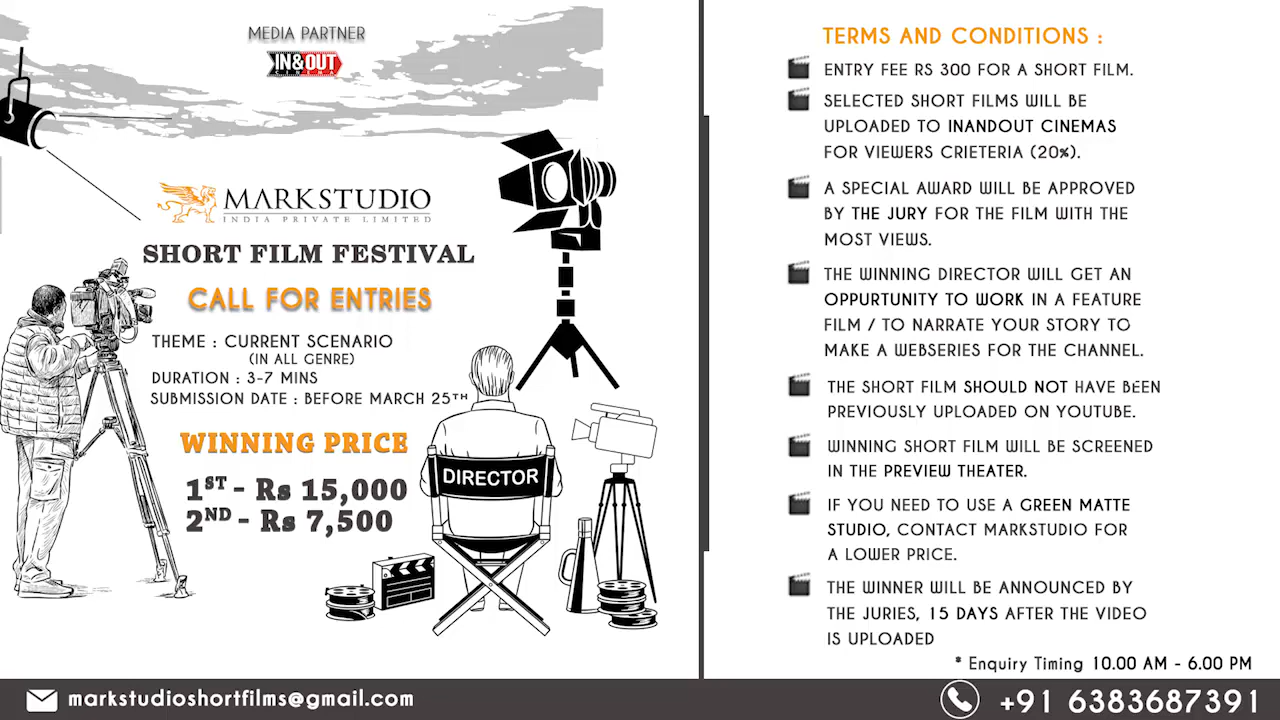 MEDIA PARTNER
IN&OUT
CINEMA
MARKSTUDIO
INDIA PRIVATE LIMITED
SHORT FILM FESTIVAL
CALL FOR ENTRIES
THEME : CURRENT SCENARIO
(IN ALL GENRE)
DURATION : 3-7 MINS
SUBMISSION DATE : BEFORE MARCH 25TH
WINNING PRICE
1ST - Rs 15,000
2ND - Rs 7,500
DIRECTOR
markstudioshortfilms@gmail.com
TERMS AND CONDITIONS :
ENTRY FEE RS 300 FOR A SHORT FILM.
SELECTED SHORT FILMS WILL BE
UPLOADED TO INANDOUT CINEMAS
FOR VIEWERS CRIETERIA (20%).
A SPECIAL AWARD WILL BE APPROVED
BY THE JURY FOR THE FILM WITH THE
MOST VIEWS.
THE WINNING DIRECTOR WILL GET AN
OPPURTUNITY TO WORK IN A FEATURE
FILM / TO NARRATE YOUR STORY TO
MAKE A WEBSERIES FOR THE CHANNEL.
THE SHORT FILM SHOULD NOT HAVE BEEN
PREVIOUSLY UPLOADED ON YOUTUBE.
WINNING SHORT FILM WILL BE SCREENED
IN THE PREVIEW THEATER.
IF YOU NEED TO USE A GREEN MATTE
STUDIO, CONTACT MARKSTUDIO FOR
A LOWER PRICE.
THE WINNER WILL BE ANNOUNCED BY
THE JURIES, 15 DAYS AFTER THE VIDEO
IS UPLOADED
* Enquiry Timing 10.00 AM - 6.00 PM
+91 6383687391